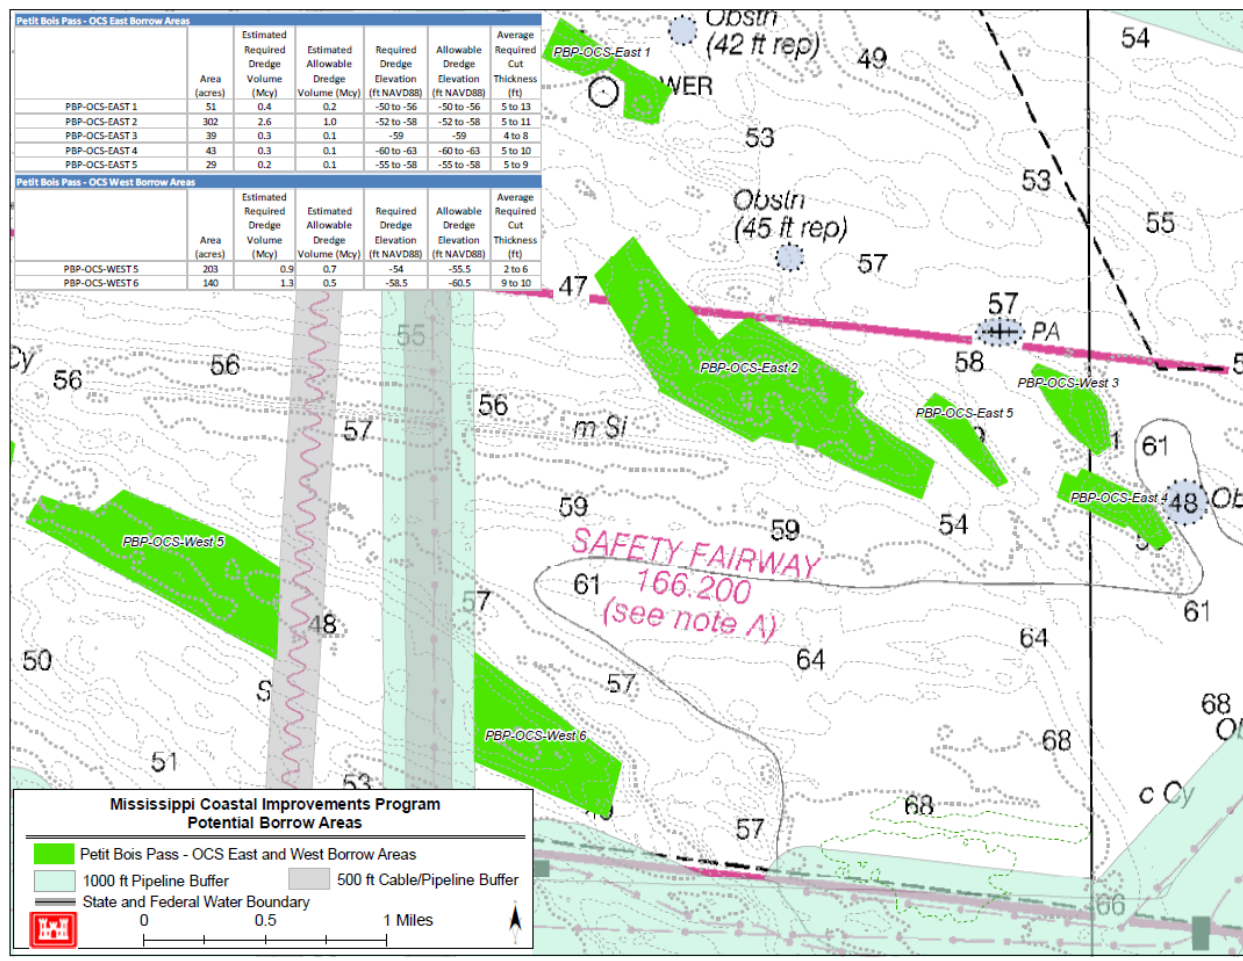 Petit Bois Pass - OCS East Borrow Areas
Area (acres) Estimated Required Dredge Volume (Mcy) Estimated Allowable Dredge Volume (Mcy) Required Dredge Elevation (ft NAVD88) Allowable Dredge Elevation (ft NAVD88) Average Required Cut Thickness (ft)
PBP-OCS-EAST 1 51 0.4 0.2 -50 to -56 -50 to -56 5 to 13
PBP-OCS-EAST 2 302 2.6 1.0 -52 to -58 -52 to -58 5 to 11
PBP-OCS-EAST 3 39 0.3 0.1 -59 -59 4 to 8
PBP-OCS-EAST 4 43 0.3 0.1 -60 to -63 -60 to -63 5 to 10
PBP-OCS-EAST 5 29 0.2 0.1 -55 to -58 -55 to -58 5 to 9
Petit Bois Pass - OCS West Borrow Areas
Area (acres) Estimated Required Dredge Volume (Mcy) Estimated Allowable Dredge Volume (Mcy) Required Dredge Elevation (ft NAVD88) Allowable Dredge Elevation (ft NAVD88) Average Required Cut Thickness (ft)
PBP-OCS-WEST 5 203 0.9 0.7 -54 -55.5 2 to 6
PBP-OCS-WEST 6 140 1.3 0.5 -58.5 -60.5 9 to 10
Obstn
(42 ft rep)
54
PBP-OCS-East 1
49
WER
53
53
Obstn
(45 ft rep)
55
57
47
57
PA
55
56
Cy
56
58
PBP-OCS-East 2
PBP-OCS-West 3
56
PBP-OCS-East 5
57
m Si
61
PBP-OCS-East 4
48
59
59
54
PBP-OCS-West 5
SAFETY FAIRWAY
166.200
(see note A)
61
57
61
48
64
64
50
S
57
68
PBP-OCS-West 6
68
51
53
c Cy
68
57
66
Mississippi Coastal Improvements Program
Potential Borrow Areas
Petit Bois Pass - OCS East and West Borrow Areas
1000 ft Pipeline Buffer 500 ft Cable/Pipeline Buffer
State and Federal Water Boundary
0 0.5 1 Miles